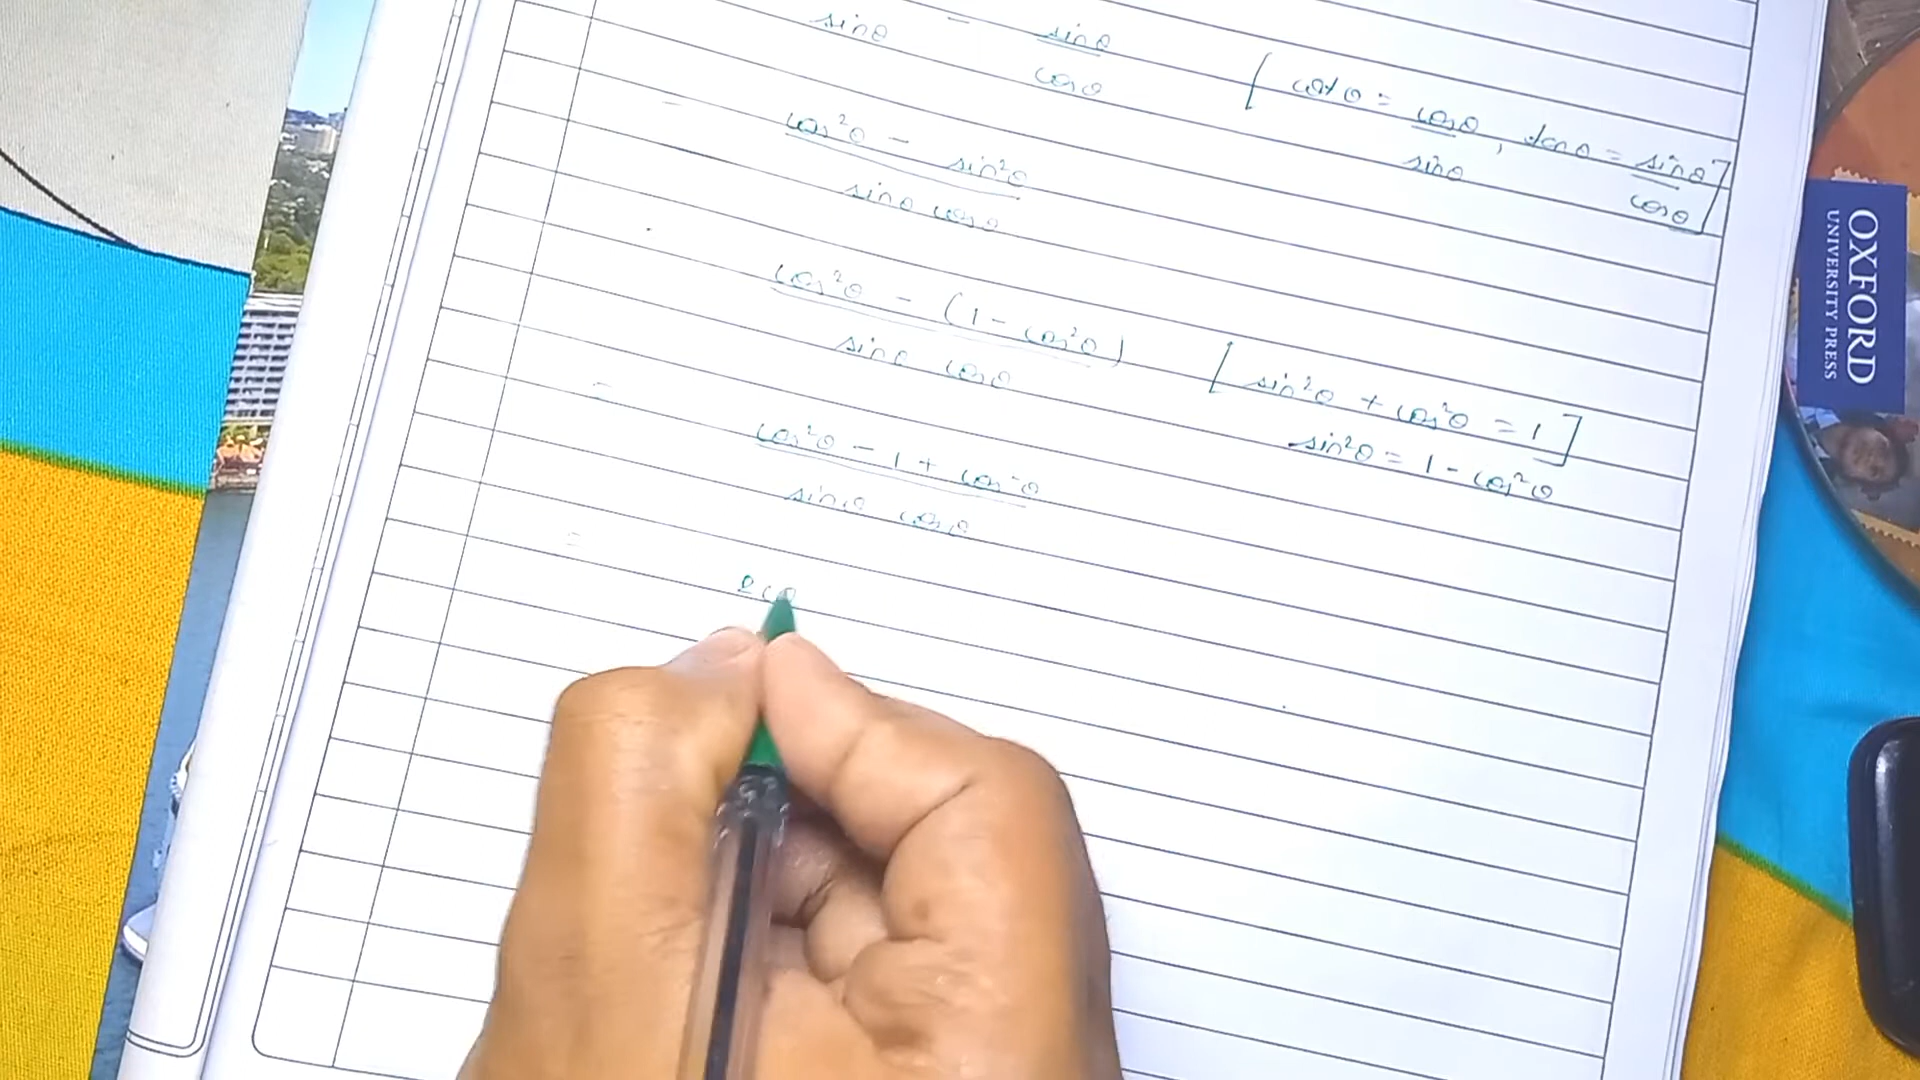 sinθ - sinθ
cosθ
[ cotθ = cosθ , tanθ = sinθ ]
sinθ cosθ
= cos²θ - sin²θ
sinθ cosθ
cos²θ - (1 - cos²θ)
sinθ cosθ
[ sin²θ + cos²θ = 1 ]
sin²θ = 1 - cos²θ
= cos²θ - 1 + cos²θ
sinθ cosθ
= 2co
OXFORD
UNIVERSITY PRESS